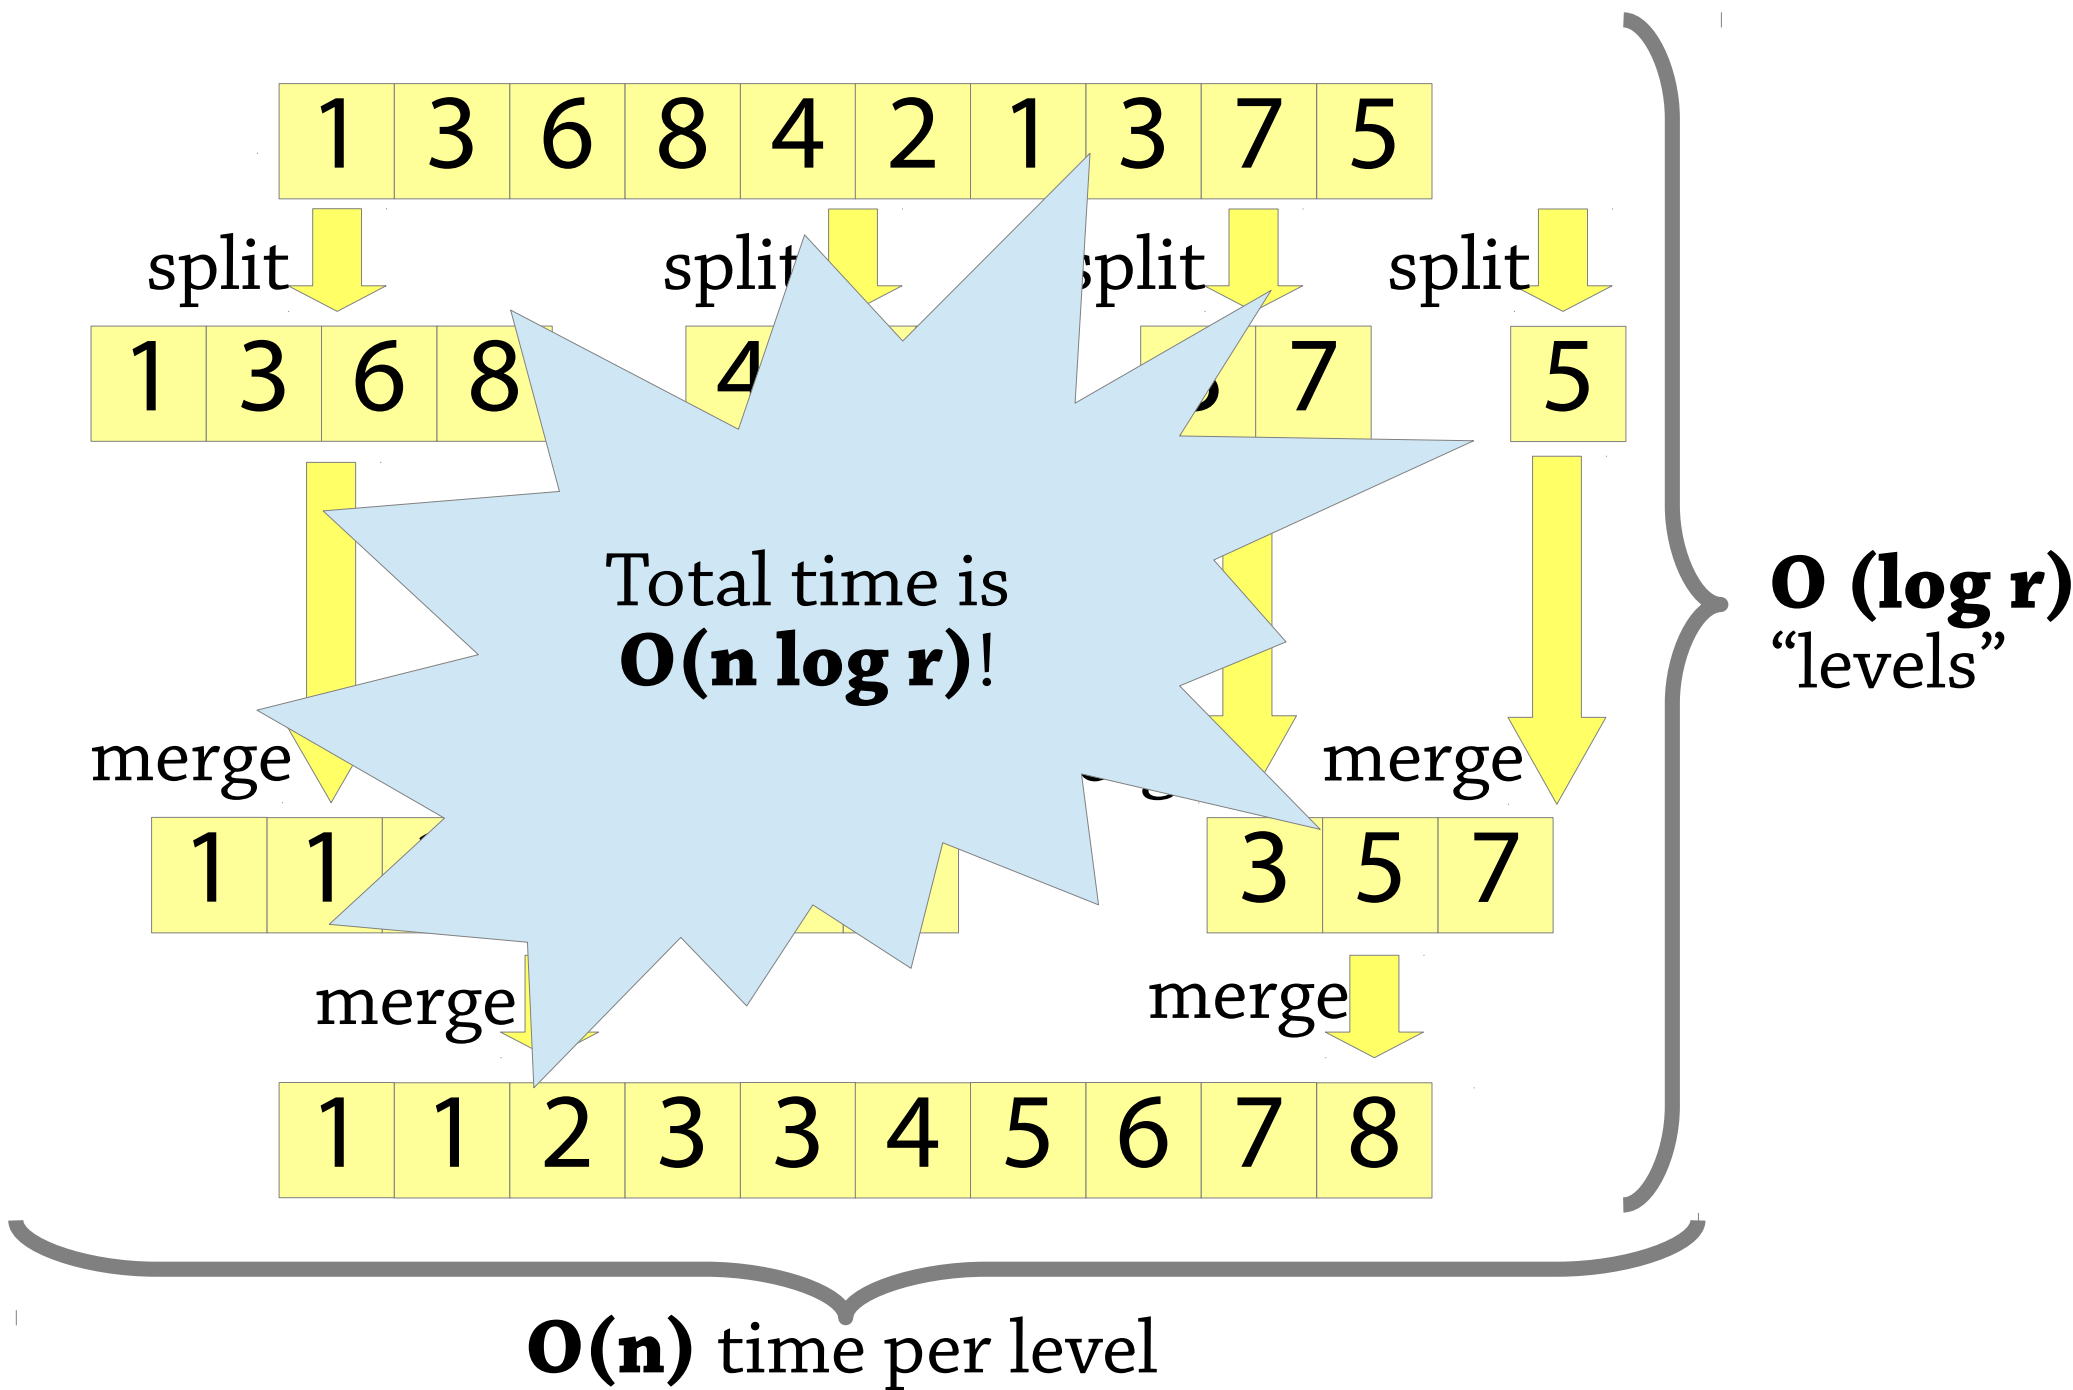 1 3 6 8 4 2 1 3 7 5
split split split split
1 3 6 8 4 7 5
Total time is
O(n log r)!
O (log r)
“levels”
merge merge
1 1 3 5 7
merge merge
1 1 2 3 3 4 5 6 7 8
O(n) time per level